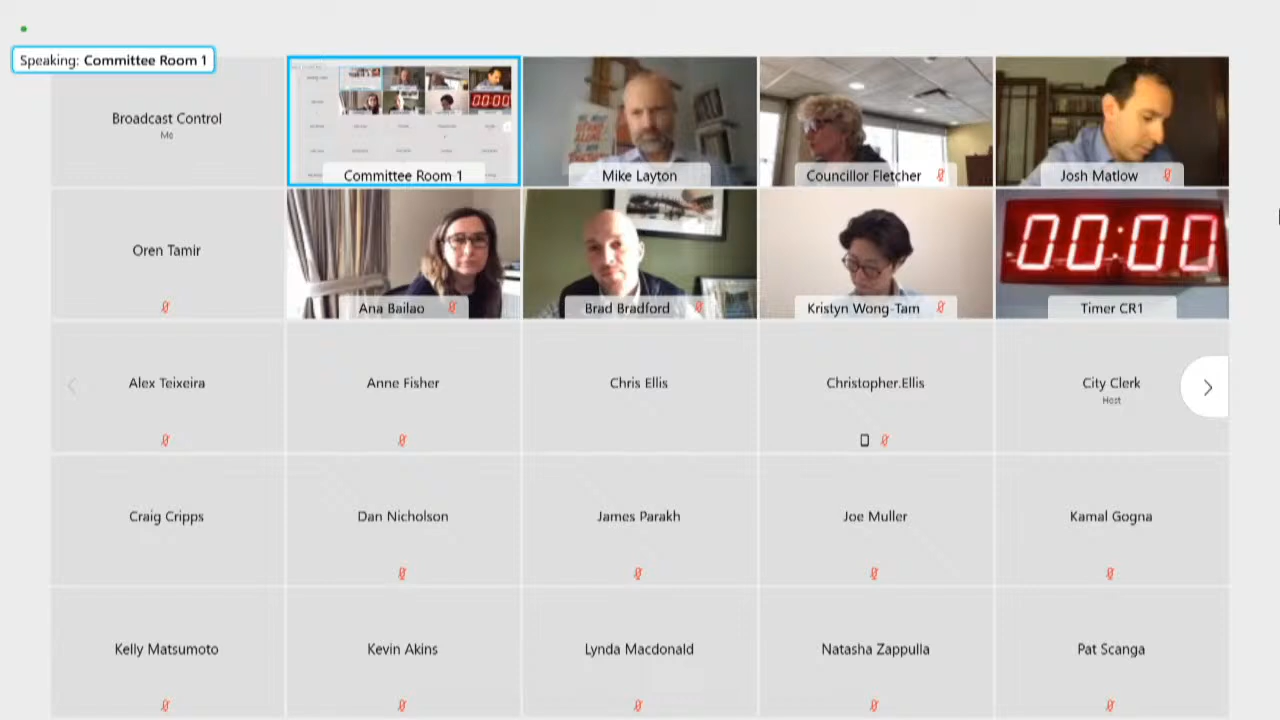 Speaking: Committee Room 1
Broadcast Control
Me
Committee Room 1
Mike Layton
Councillor Fletcher
Josh Matlow
Oren Tamir
Ana Bailao
Brad Bradford
Kristyn Wong-Tam
00:00
Timer CR1
Alex Teixeira
Anne Fisher
Chris Ellis
Christopher.Ellis
City Clerk
Host
Craig Cripps
Dan Nicholson
James Parakh
Joe Muller
Kamal Gogna
Kelly Matsumoto
Kevin Akins
Lynda Macdonald
Natasha Zappulla
Pat Scanga